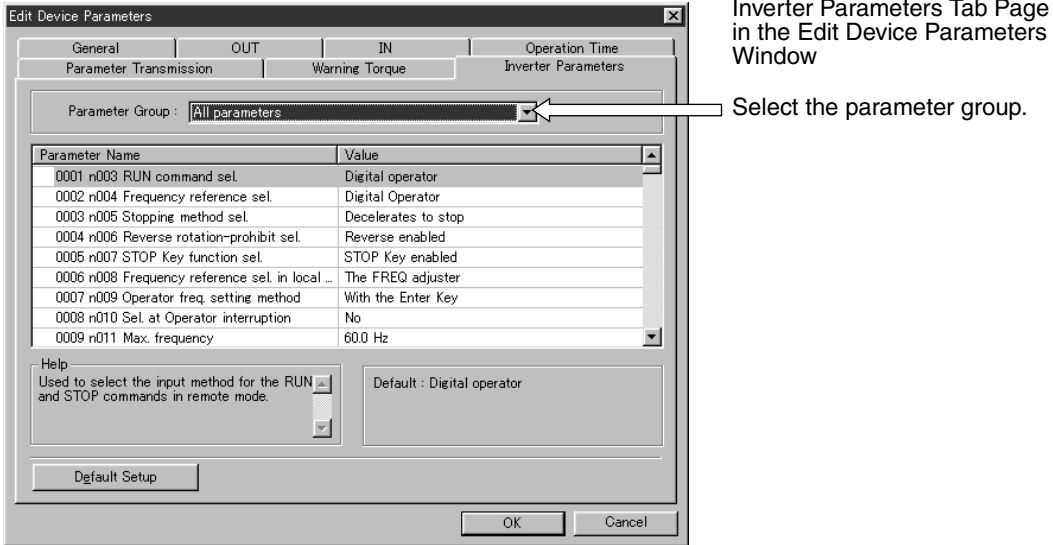 Edit Device Parameters
General OUT IN Operation Time
Parameter Transmission Warning Torque Inverter Parameters
Parameter Group : All parameters
Parameter Name Value
0001 n003 RUN command sel. Digital operator
0002 n004 Frequency reference sel. Digital Operator
0003 n005 Stopping method sel. Decelerates to stop
0004 n006 Reverse rotation-prohibit sel. Reverse enabled
0005 n007 STOP Key function sel. STOP Key enabled
0006 n008 Frequency reference sel. in local ... The FREQ adjuster
0007 n009 Operator freq. setting method With the Enter Key
0008 n010 Sel. at Operator interruption No
0009 n011 Max. frequency 60.0 Hz
Help
Used to select the input method for the RUN
and STOP commands in remote mode.
Default : Digital operator
Default Setup
OK Cancel
Inverter Parameters Tab Page
in the Edit Device Parameters
Window
Select the parameter group.